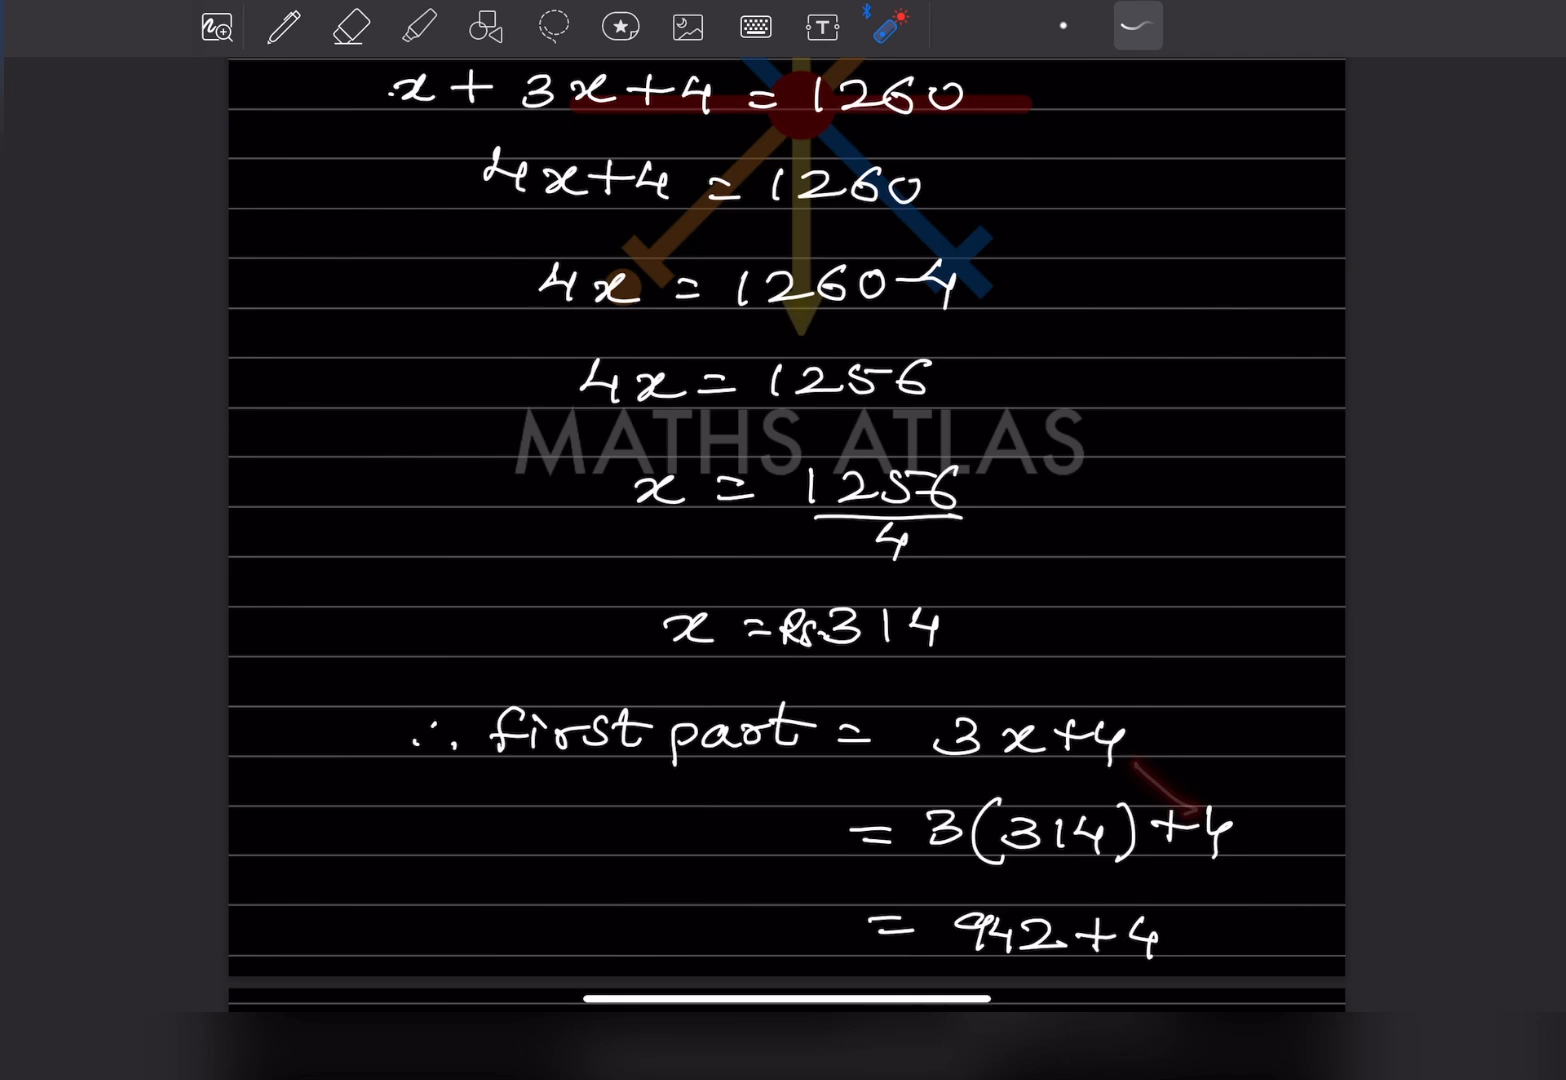 x + 3x + 4 = 1260
4x + 4 = 1260
4x = 1260 - 4
4x = 1256
MATHS ATLAS
x = 1256/4
x = Rs.314
∴ first part = 3x + 4
= 3(314) + 4
= 942 + 4